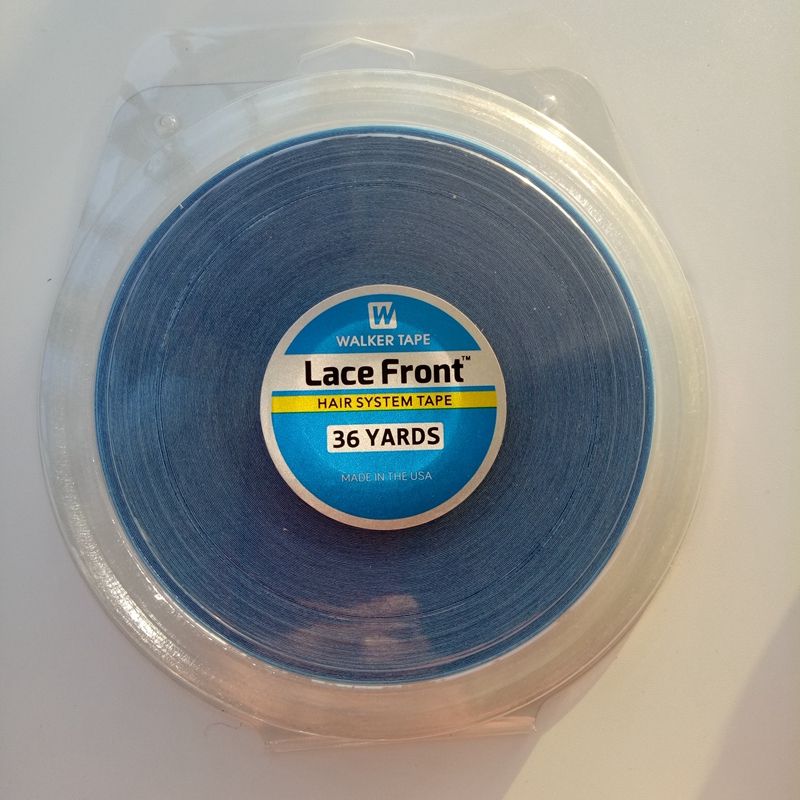 W
WALKER TAPE
Lace Front™
HAIR SYSTEM TAPE
36 YARDS
MADE IN THE USA